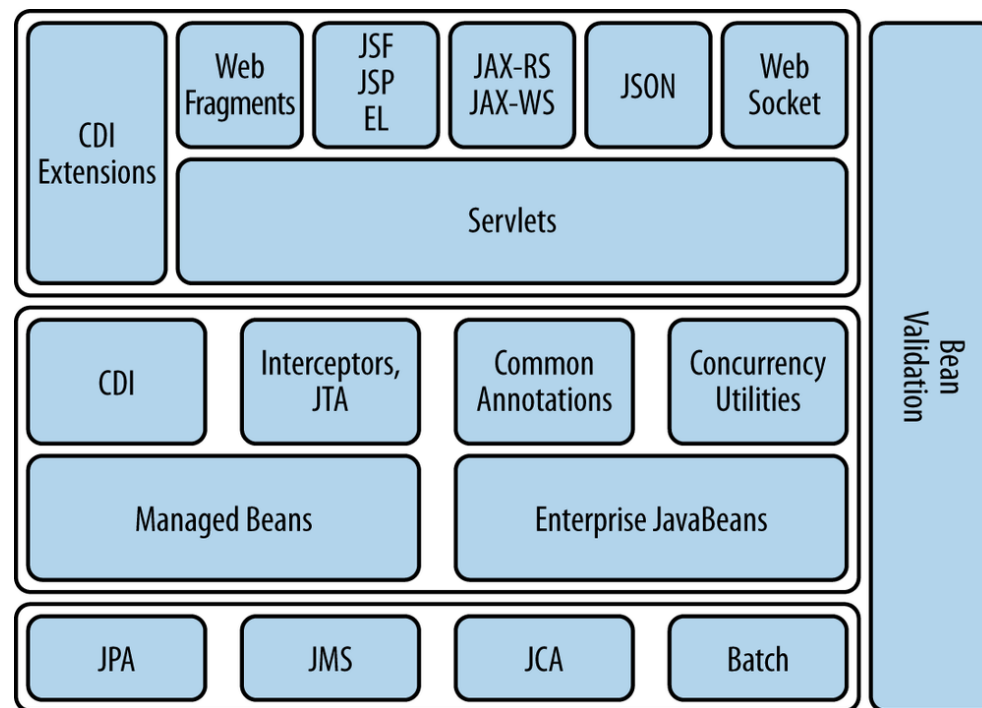 CDI
Extensions
Web
Fragments
JSF
JSP
EL
JAX-RS
JAX-WS
JSON
Web
Socket
Servlets
CDI
Interceptors,
JTA
Common
Annotations
Concurrency
Utilities
Managed Beans
Enterprise JavaBeans
JPA
JMS
JCA
Batch
Bean
Validation